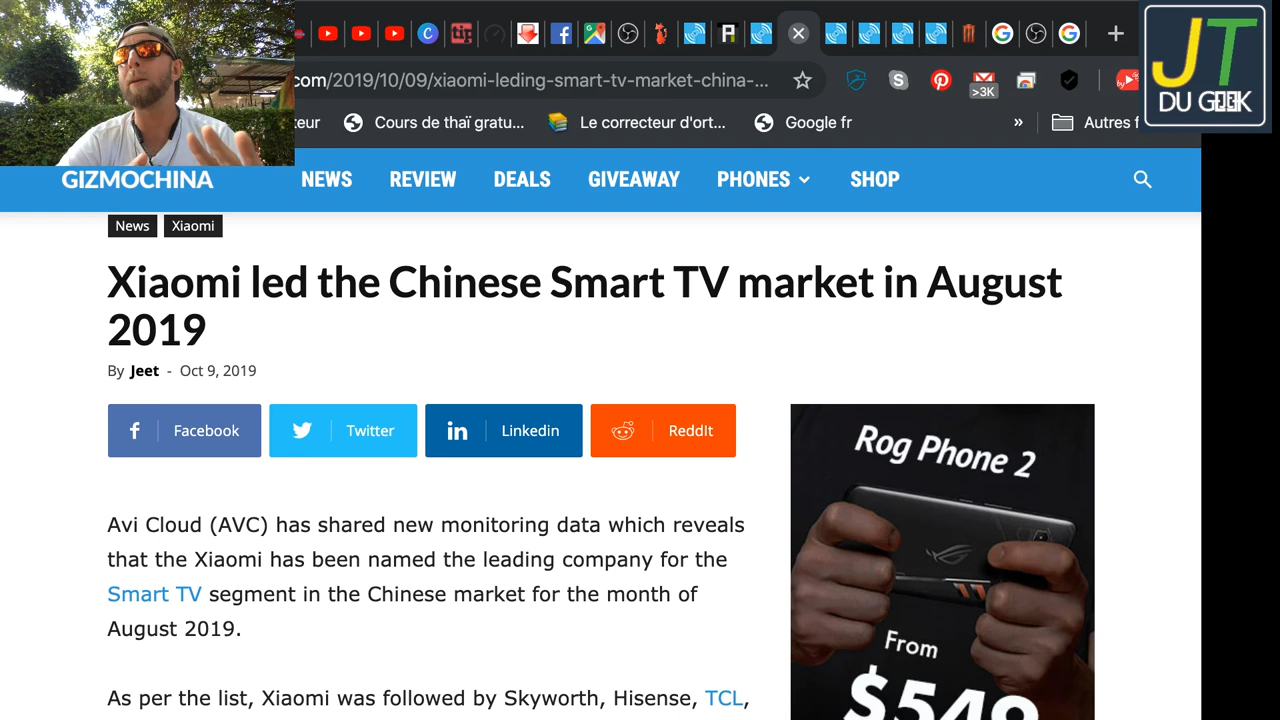 com/2019/10/09/xiaomi-leding-smart-tv-market-china-...
>3K
JT
DU GEEK
teur
Cours de thaï gratu...
Le correcteur d'ort...
Google fr
»
Autres f
GIZMOCHINA
NEWS
REVIEW
DEALS
GIVEAWAY
PHONES
SHOP
News
Xiaomi
Xiaomi led the Chinese Smart TV market in August
2019
By Jeet - Oct 9, 2019
Facebook
Twitter
Linkedin
ReddIt
Rog Phone 2
From
$549
Avi Cloud (AVC) has shared new monitoring data which reveals
that the Xiaomi has been named the leading company for the
Smart TV segment in the Chinese market for the month of
August 2019.
As per the list, Xiaomi was followed by Skyworth, Hisense, TCL,